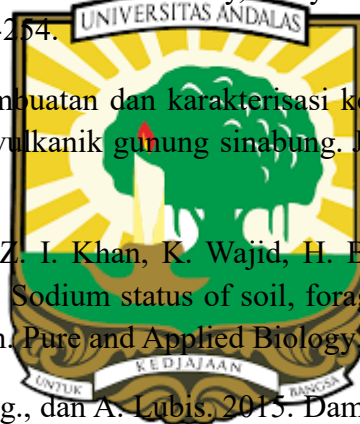 UNIVERSITAS ANDALAS
254.
mbuatan dan karakterisasi
vulkanik gunung sinabung. J
Z. I. Khan, K. Wajid, H. B
Sodium status of soil, foras
n. Pure and Applied Biology,
KEDJAJAAN
UNTUK
BANGSA
g., dan A. Lubis. 2015. Dam